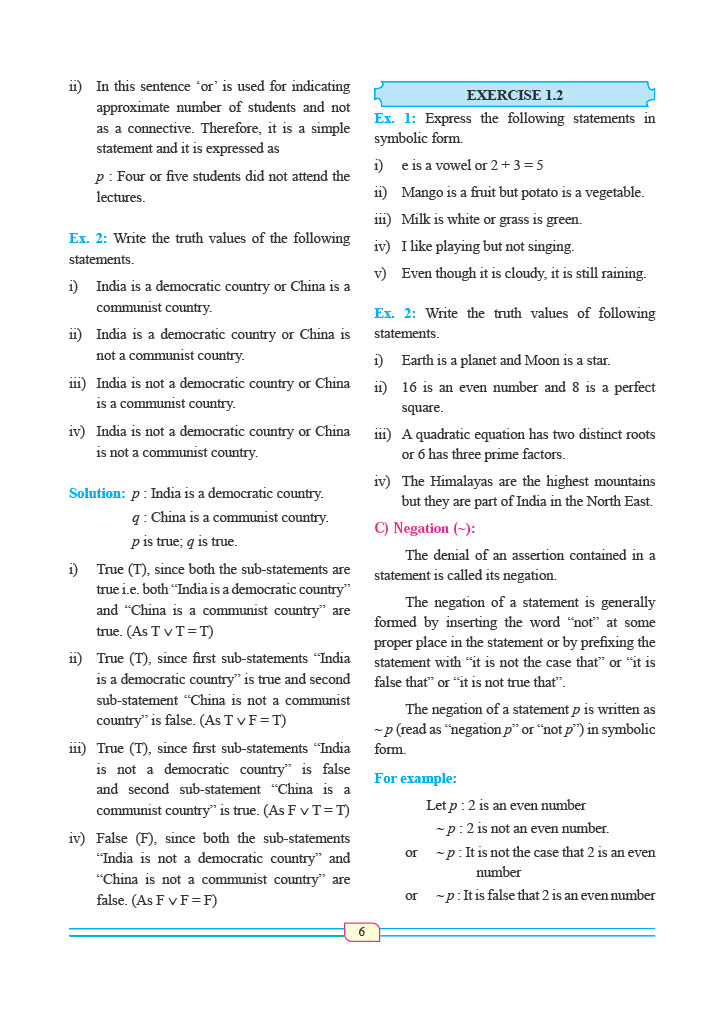 ii) In this sentence ‘or’ is used for indicating
approximate number of students and not
as a connective. Therefore, it is a simple
statement and it is expressed as
p : Four or five students did not attend the
lectures.
Ex. 2: Write the truth values of the following
statements.
i) India is a democratic country or China is a
communist country.
ii) India is a democratic country or China is
not a communist country.
iii) India is not a democratic country or China
is a communist country.
iv) India is not a democratic country or China
is not a communist country.
Solution: p : India is a democratic country.
q : China is a communist country.
p is true; q is true.
i) True (T), since both the sub-statements are
true i.e. both “India is a democratic country”
and “China is a communist country” are
true. (As T ∨ T = T)
ii) True (T), since first sub-statements “India
is a democratic country” is true and second
sub-statement “China is not a communist
country” is false. (As T ∨ F = T)
iii) True (T), since first sub-statements “India
is not a democratic country” is false
and second sub-statement “China is a
communist country” is true. (As F ∨ T = T)
iv) False (F), since both the sub-statements
“India is not a democratic country” and
“China is not a communist country” are
false. (As F ∨ F = F)
EXERCISE 1.2
Ex. 1: Express the following statements in
symbolic form.
i) e is a vowel or 2 + 3 = 5
ii) Mango is a fruit but potato is a vegetable.
iii) Milk is white or grass is green.
iv) I like playing but not singing.
v) Even though it is cloudy, it is still raining.
Ex. 2: Write the truth values of following
statements.
i) Earth is a planet and Moon is a star.
ii) 16 is an even number and 8 is a perfect
square.
iii) A quadratic equation has two distinct roots
or 6 has three prime factors.
iv) The Himalayas are the highest mountains
but they are part of India in the North East.
C) Negation (~):
The denial of an assertion contained in a
statement is called its negation.
The negation of a statement is generally
formed by inserting the word “not” at some
proper place in the statement or by prefixing the
statement with “it is not the case that” or “it is
false that” or “it is not true that”.
The negation of a statement p is written as
~ p (read as “negation p” or “not p”) in symbolic
form.
For example:
Let p : 2 is an even number
~ p : 2 is not an even number.
or ~ p : It is not the case that 2 is an even
number
or ~ p : It is false that 2 is an even number
6